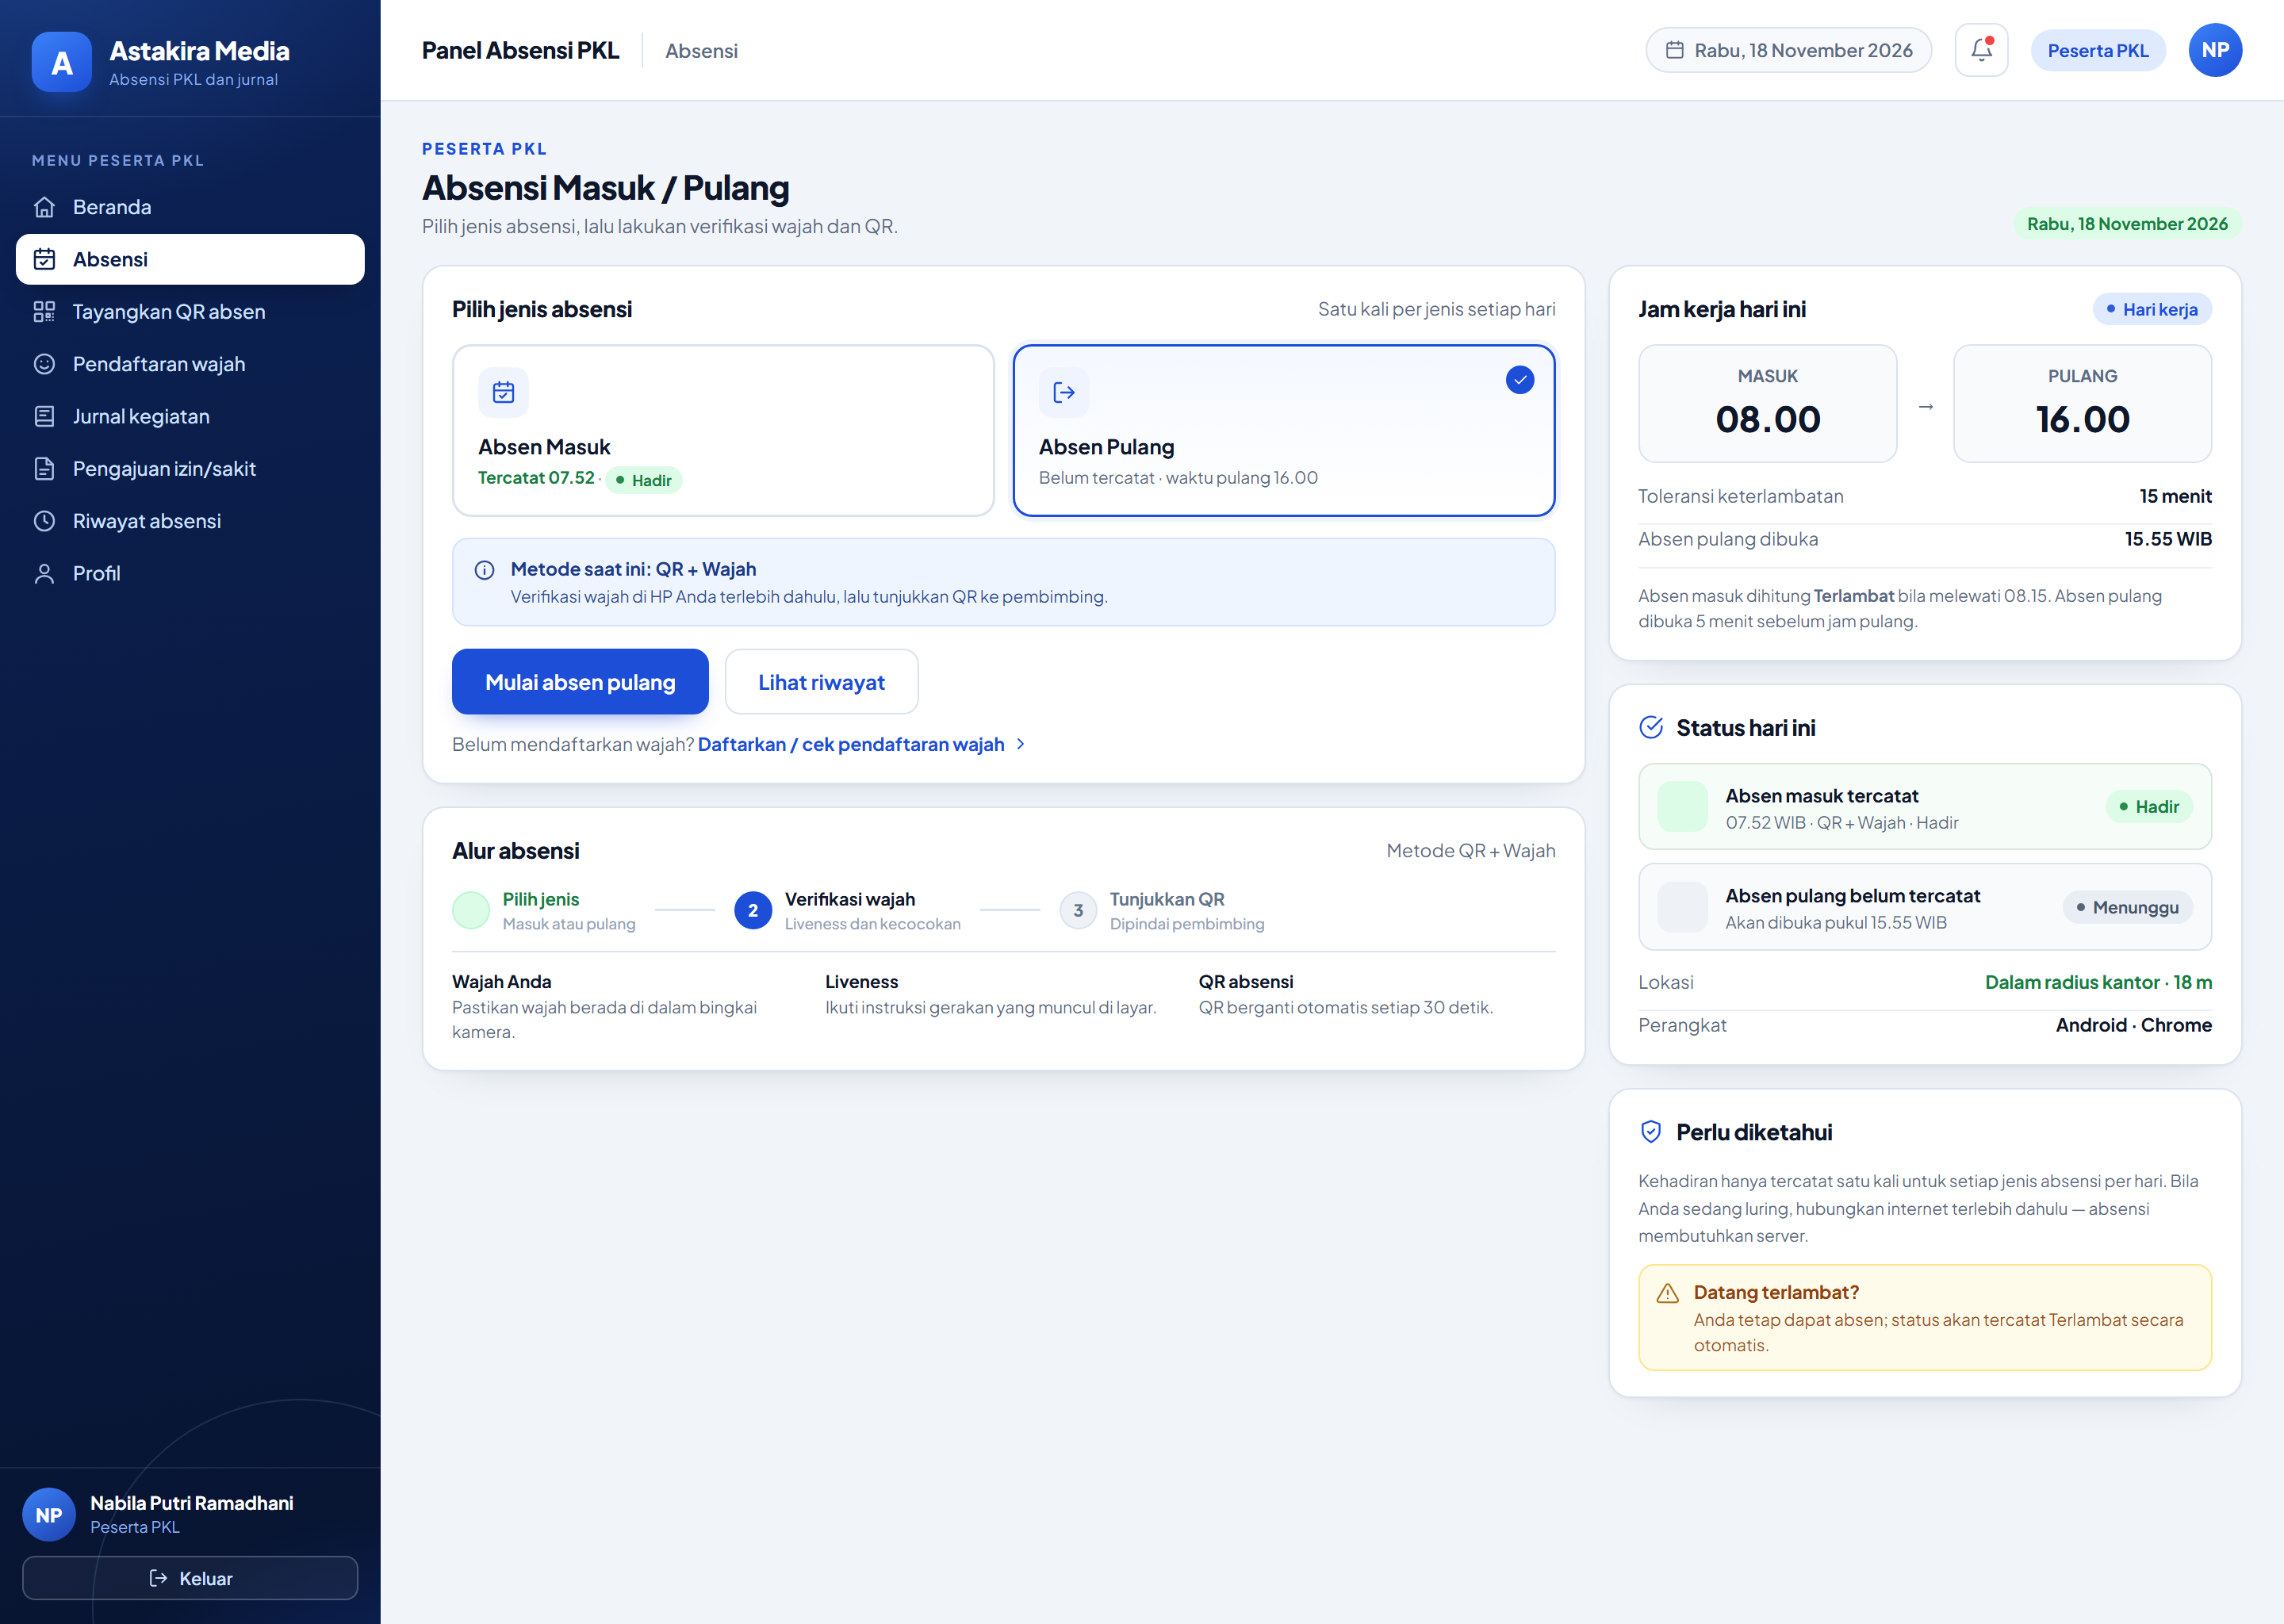 A
Astakira Media
Absensi PKL dan jurnal
MENU PESERTA PKL
Beranda
Absensi
Tayangkan QR absen
Pendaftaran wajah
Jurnal kegiatan
Pengajuan izin/sakit
Riwayat absensi
Profil
NP
Nabila Putri Ramadhani
Peserta PKL
Keluar
Panel Absensi PKL
Absensi
Rabu, 18 November 2026
Peserta PKL
NP
PESERTA PKL
Absensi Masuk / Pulang
Pilih jenis absensi, lalu lakukan verifikasi wajah dan QR.
Rabu, 18 November 2026
Pilih jenis absensi
Satu kali per jenis setiap hari
Absen Masuk
Tercatat 07.52 · Hadir
Absen Pulang
Belum tercatat · waktu pulang 16.00
Metode saat ini: QR + Wajah
Verifikasi wajah di HP Anda terlebih dahulu, lalu tunjukkan QR ke pembimbing.
Mulai absen pulang
Lihat riwayat
Belum mendaftarkan wajah? Daftarkan / cek pendaftaran wajah
Alur absensi
Metode QR + Wajah
Pilih jenis
Masuk atau pulang
2
Verifikasi wajah
Liveness dan kecocokan
3
Tunjukkan QR
Dipindai pembimbing
Wajah Anda
Pastikan wajah berada di dalam bingkai
kamera.
Liveness
Ikuti instruksi gerakan yang muncul di layar.
QR absensi
QR berganti otomatis setiap 30 detik.
Jam kerja hari ini
Hari kerja
MASUK
08.00
→
PULANG
16.00
Toleransi keterlambatan
15 menit
Absen pulang dibuka
15.55 WIB
Absen masuk dihitung Terlambat bila melewati 08.15. Absen pulang
dibuka 5 menit sebelum jam pulang.
Status hari ini
Absen masuk tercatat
07.52 WIB · QR + Wajah · Hadir
Hadir
Absen pulang belum tercatat
Akan dibuka pukul 15.55 WIB
Menunggu
Lokasi
Dalam radius kantor · 18 m
Perangkat
Android · Chrome
Perlu diketahui
Kehadiran hanya tercatat satu kali untuk setiap jenis absensi per hari. Bila
Anda sedang luring, hubungkan internet terlebih dahulu — absensi
membutuhkan server.
Datang terlambat?
Anda tetap dapat absen; status akan tercatat Terlambat secara
otomatis.